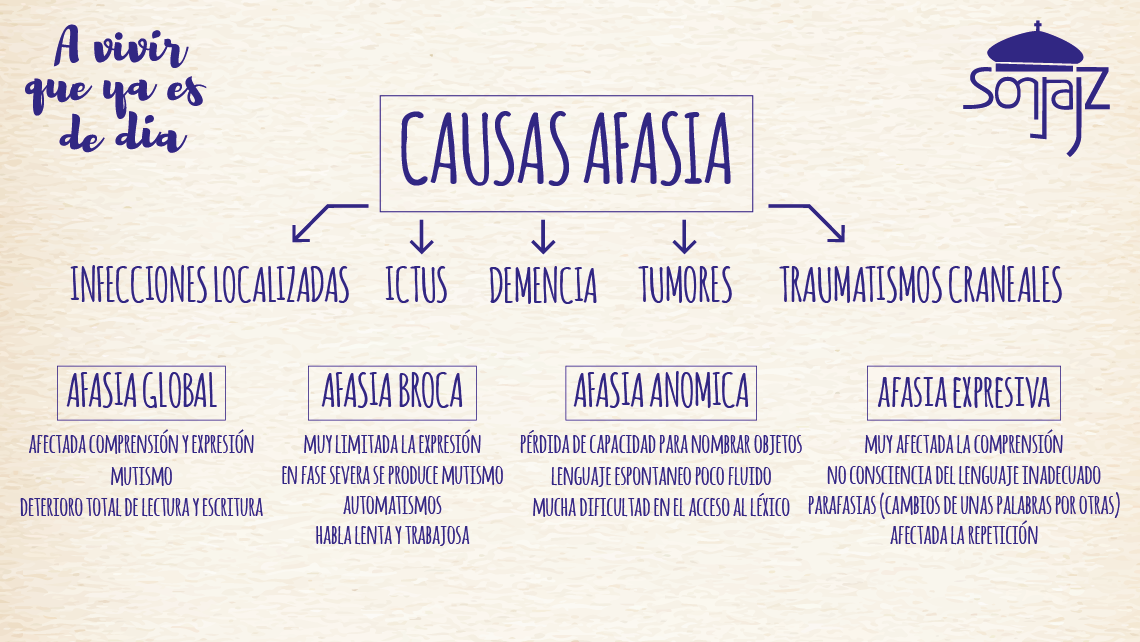 A vivir
que ya es
de día
SonjajZ
CAUSAS AFASIA
INFECCIONES LOCALIZADAS
ICTUS
DEMENCIA
TUMORES
TRAUMATISMOS CRANEALES
AFASIA GLOBAL
AFECTADA COMPRENSIÓN Y EXPRESIÓN
MUTISMO
DETERIORO TOTAL DE LECTURA Y ESCRITURA
AFASIA BROCA
MUY LIMITADA LA EXPRESIÓN
EN FASE SEVERA SE PRODUCE MUTISMO
AUTOMATISMOS
HABLA LENTA Y TRABAJOSA
AFASIA ANOMICA
PÉRDIDA DE CAPACIDAD PARA NOMBRAR OBJETOS
LENGUAJE ESPONTANEO POCO FLUIDO
MUCHA DIFICULTAD EN EL ACCESO AL LÉXICO
AFASIA EXPRESIVA
MUY AFECTADA LA COMPRENSIÓN
NO CONSCIENCIA DEL LENGUAJE INADECUADO
PARAFASIAS (CAMBIOS DE UNAS PALABRAS POR OTRAS)
AFECTADA LA REPETICIÓN